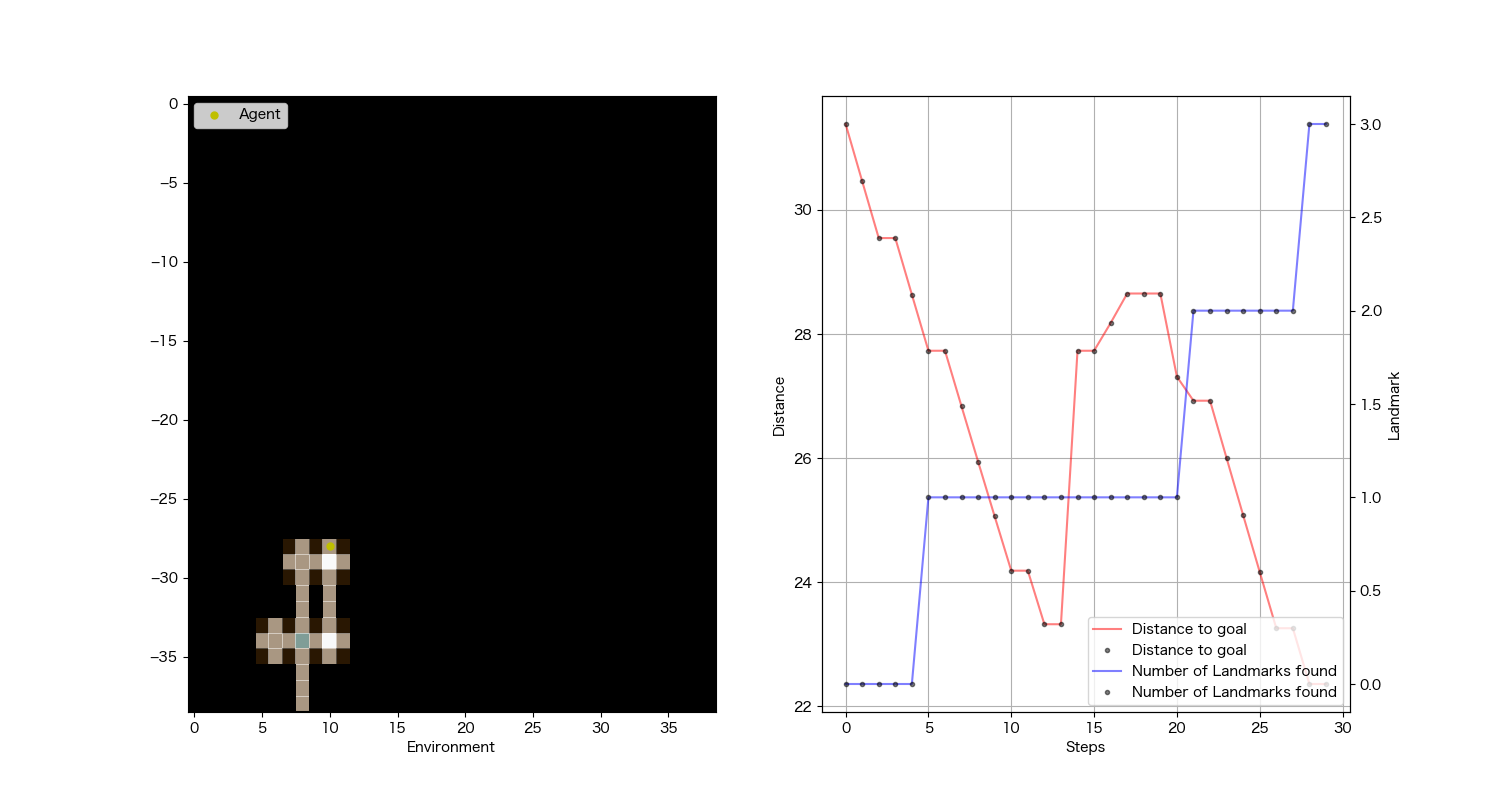 Agent
0
−5
−10
−15
−20
−25
−30
−35
0 5 10 15 20 25 30 35
Environment
30
28
26
24
22
Distance
3.0
2.5
2.0
1.5
1.0
0.5
0.0
Landmark
Distance to goal
Distance to goal
Number of Landmarks found
Number of Landmarks found
0 5 10 15 20 25 30
Steps